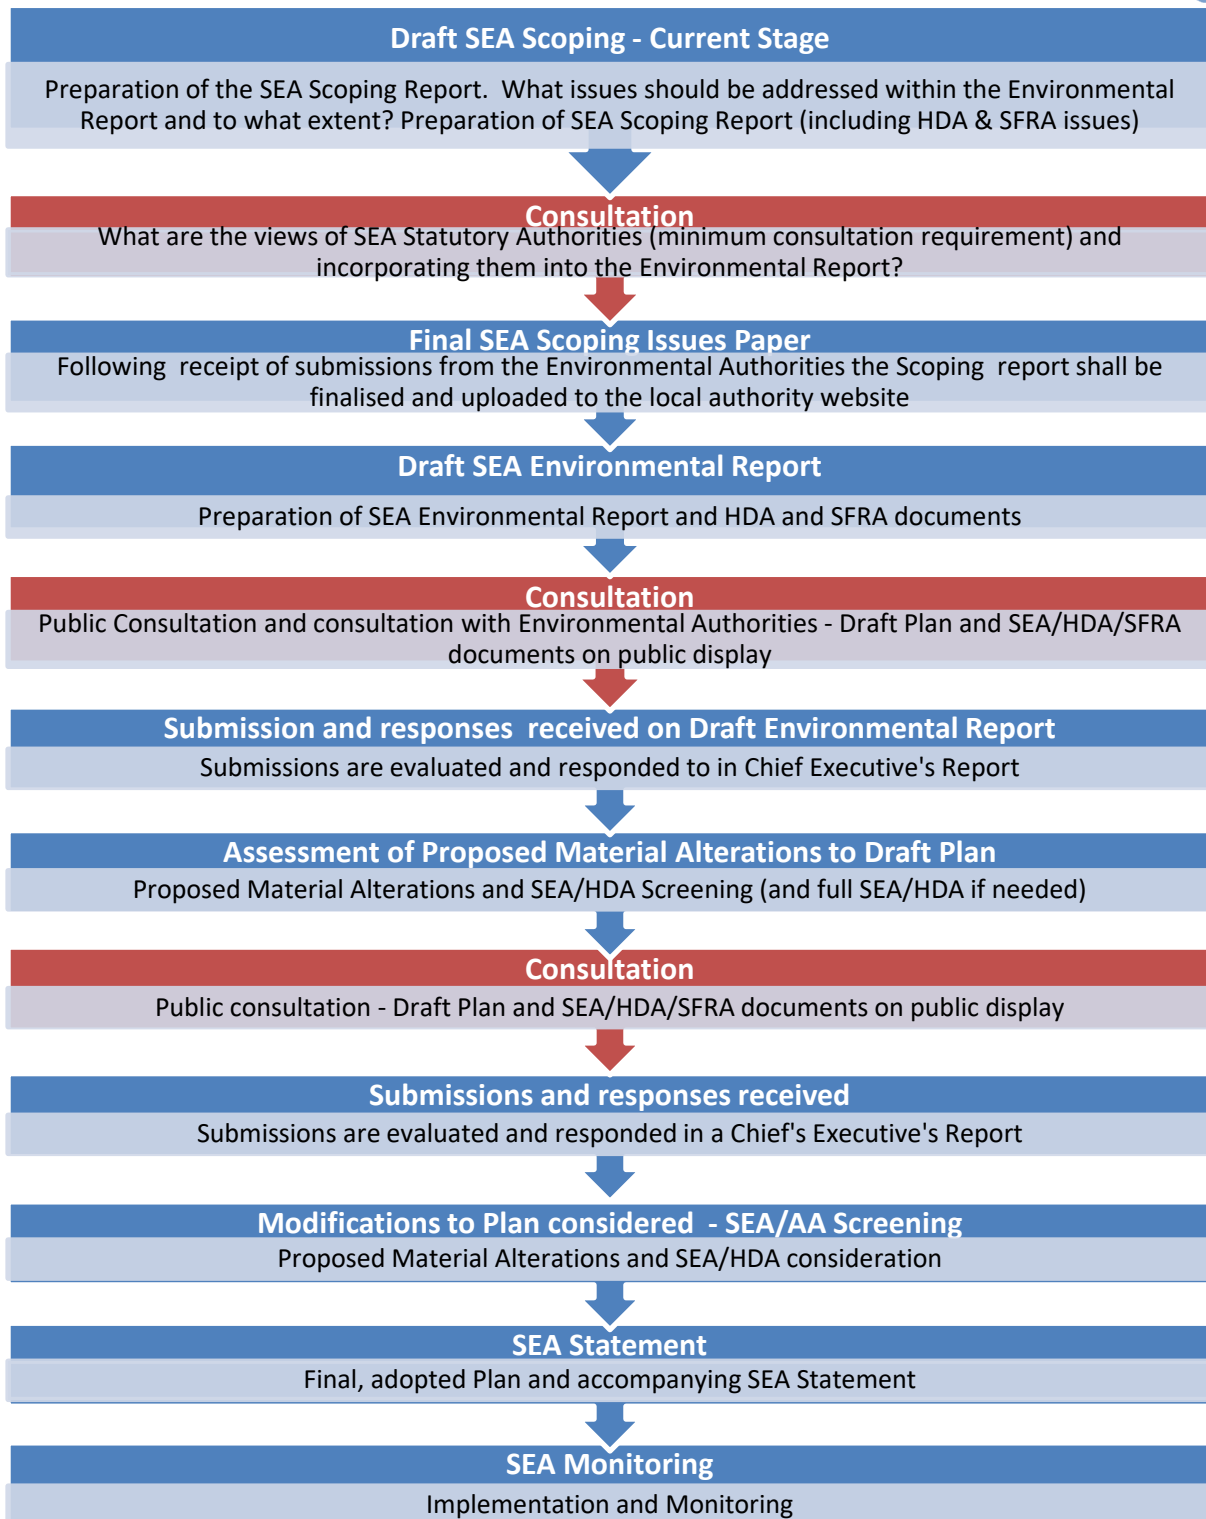 Draft SEA Scoping - Current Stage
Preparation of the SEA Scoping Report. What issues should be addressed within the Environmental
Report and to what extent? Preparation of SEA Scoping Report (including HDA & SFRA issues)
Consultation
What are the views of SEA Statutory Authorities (minimum consultation requirement) and
incorporating them into the Environmental Report?
Final SEA Scoping Issues Paper
Following receipt of submissions from the Environmental Authorities the Scoping report shall be
finalised and uploaded to the local authority website
Draft SEA Environmental Report
Preparation of SEA Environmental Report and HDA and SFRA documents
Consultation
Public Consultation and consultation with Environmental Authorities - Draft Plan and SEA/HDA/SFRA
documents on public display
Submission and responses received on Draft Environmental Report
Submissions are evaluated and responded to in Chief Executive's Report
Assessment of Proposed Material Alterations to Draft Plan
Proposed Material Alterations and SEA/HDA Screening (and full SEA/HDA if needed)
Consultation
Public consultation - Draft Plan and SEA/HDA/SFRA documents on public display
Submissions and responses received
Submissions are evaluated and responded in a Chief's Executive's Report
Modifications to Plan considered - SEA/AA Screening
Proposed Material Alterations and SEA/HDA consideration
SEA Statement
Final, adopted Plan and accompanying SEA Statement
SEA Monitoring
Implementation and Monitoring